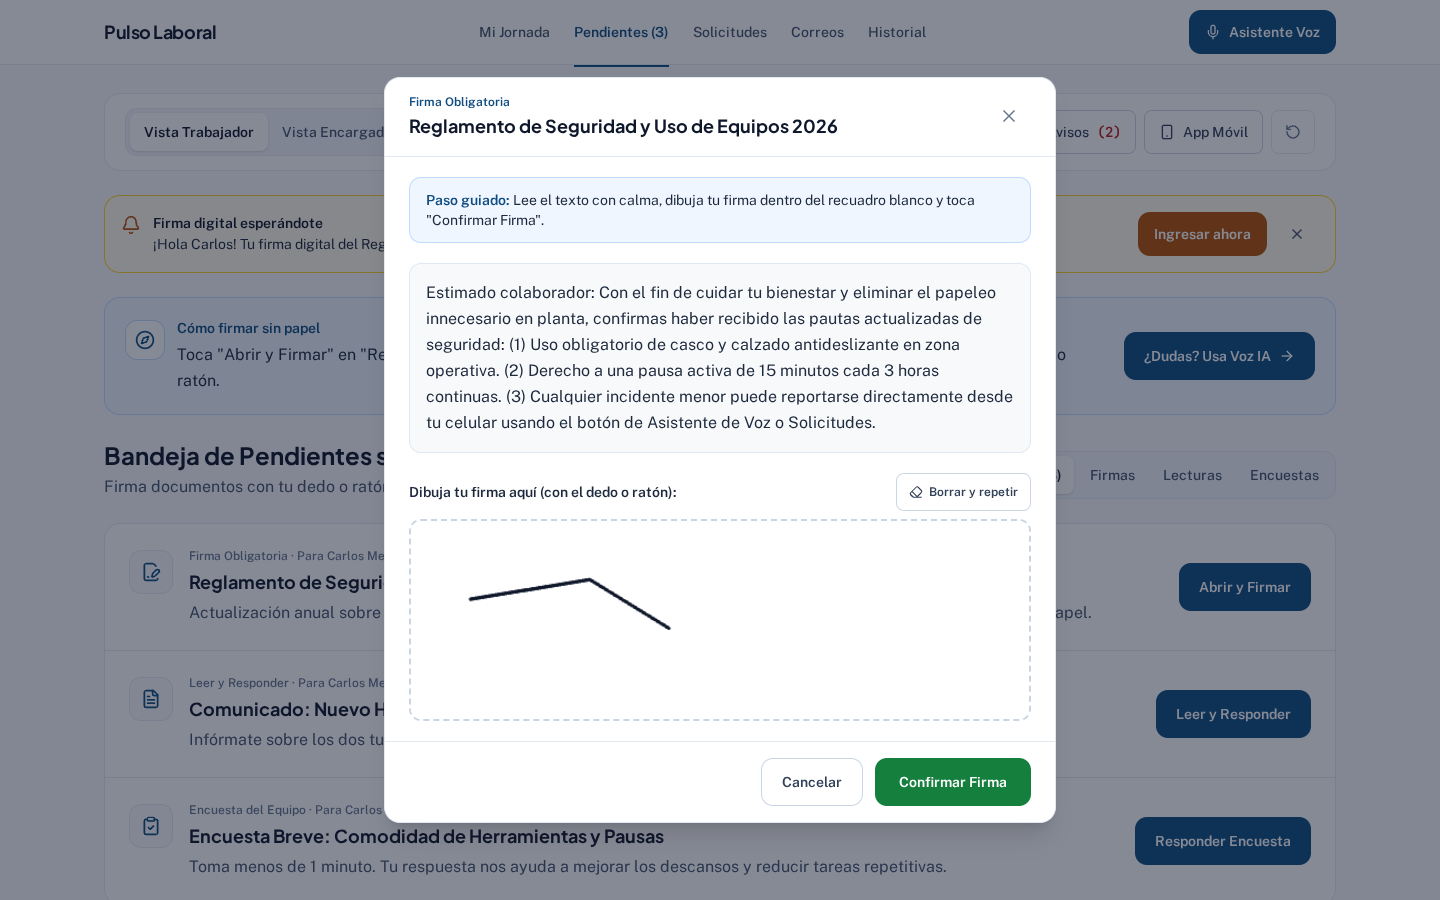 Pulso Laboral
Mi Jornada
Pendientes (3)
Solicitudes
Correos
Historial
Asistente Voz
Vista Trabajador
Vista Encargad
visos (2)
App Móvil
Firma digital esperándote
¡Hola Carlos! Tu firma digital del Reg
Ingresar ahora
Cómo firmar sin papel
Toca "Abrir y Firmar" en "Re
o
ratón.
¿Dudas? Usa Voz IA
Bandeja de Pendientes s
Firma documentos con tu dedo o ratón
)
Firmas
Lecturas
Encuestas
Firma Obligatoria · Para Carlos Me
Reglamento de Seguri
Actualización anual sobre
apel.
Abrir y Firmar
Leer y Responder · Para Carlos Me
Comunicado: Nuevo H
Infórmate sobre los dos tu
Leer y Responder
Encuesta del Equipo · Para Carlos
Encuesta Breve: Comodidad de Herramientas y Pausas
Toma menos de 1 minuto. Tu respuesta nos ayuda a mejorar los descansos y reducir tareas repetitivas.
Responder Encuesta
Firma Obligatoria
Reglamento de Seguridad y Uso de Equipos 2026
Paso guiado: Lee el texto con calma, dibuja tu firma dentro del recuadro blanco y toca
"Confirmar Firma".
Estimado colaborador: Con el fin de cuidar tu bienestar y eliminar el papeleo
innecesario en planta, confirmas haber recibido las pautas actualizadas de
seguridad: (1) Uso obligatorio de casco y calzado antideslizante en zona
operativa. (2) Derecho a una pausa activa de 15 minutos cada 3 horas
continuas. (3) Cualquier incidente menor puede reportarse directamente desde
tu celular usando el botón de Asistente de Voz o Solicitudes.
Dibuja tu firma aquí (con el dedo o ratón):
Borrar y repetir
Cancelar
Confirmar Firma